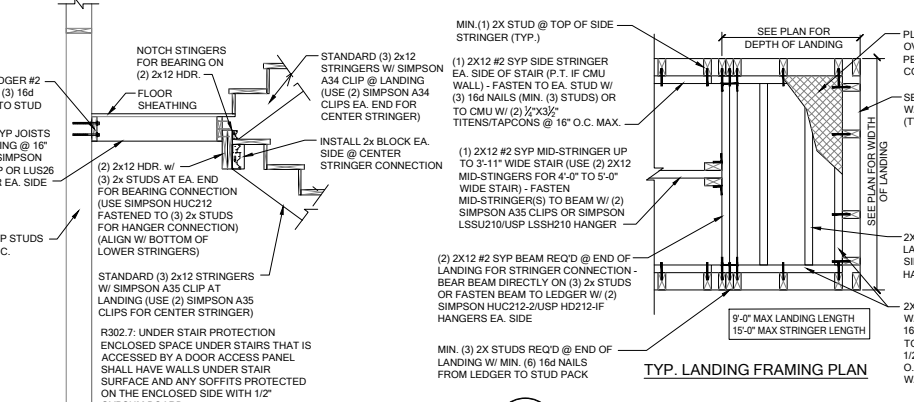 NOTCH STINGERS
FOR BEARING ON
(2) 2x12 HDR.
STANDARD (3) 2x12
STRINGERS W/ SIMPSON
A34 CLIP @ LANDING
(USE (2) SIMPSON A34
CLIPS EA. END FOR
CENTER STRINGER)
#2
(3) 16d
TO STUD
FLOOR
SHEATHING
JOISTS
@ 16"
SIMPSON
OR LUS26
EA. SIDE
INSTALL 2x BLOCK EA.
SIDE @ CENTER
STRINGER CONNECTION
(2) 2x12 HDR. w/
(3) 2x STUDS AT EA. END
FOR BEARING CONNECTION
(USE SIMPSON HUC212
FASTENED TO (3) 2x STUDS
FOR HANGER CONNECTION)
(ALIGN W/ BOTTOM OF
LOWER STRINGERS)
STUDS
STANDARD (3) 2x12 STRINGERS
W/ SIMPSON A35 CLIP AT
LANDING (USE (2) SIMPSON A35
CLIPS FOR CENTER STRINGER)
R302.7: UNDER STAIR PROTECTION
ENCLOSED SPACE UNDER STAIRS THAT IS
ACCESSED BY A DOOR ACCESS PANEL
SHALL HAVE WALLS UNDER STAIR
SURFACE AND ANY SOFFITS PROTECTED
ON THE ENCLOSED SIDE WITH 1/2"
MIN.(1) 2X STUD @ TOP OF SIDE
STRINGER (TYP.)
(1) 2X12 #2 SYP SIDE STRINGER
EA. SIDE OF STAIR (P.T. IF CMU
WALL) - FASTEN TO EA. STUD W/
(3) 16d NAILS (MIN. (3) STUDS) OR
TO CMU W/ (2) ¼"X3½"
TITENS/TAPCONS @ 16" O.C. MAX.
(1) 2X12 #2 SYP MID-STRINGER UP
TO 3'-11" WIDE STAIR (USE (2) 2X12
MID-STINGERS FOR 4'-0" TO 5'-0"
WIDE STAIR) - FASTEN
MID-STRINGER(S) TO BEAM W/ (2)
SIMPSON A35 CLIPS OR SIMPSON
LSSU210/USP LSSH210 HANGER
(2) 2X12 #2 SYP BEAM REQ'D @ END OF
LANDING FOR STRINGER CONNECTION -
BEAR BEAM DIRECTLY ON (3) 2x STUDS
OR FASTEN BEAM TO LEDGER W/ (2)
SIMPSON HUC212-2/USP HD212-IF
HANGERS EA. SIDE
MIN. (3) 2X STUDS REQ'D @ END OF
LANDING W/ MIN. (6) 16d NAILS
FROM LEDGER TO STUD PACK
SEE PLAN FOR
DEPTH OF LANDING
SEE PLAN FOR WIDTH
OF LANDING
9'-0" MAX LANDING LENGTH
15'-0" MAX STRINGER LENGTH
TYP. LANDING FRAMING PLAN